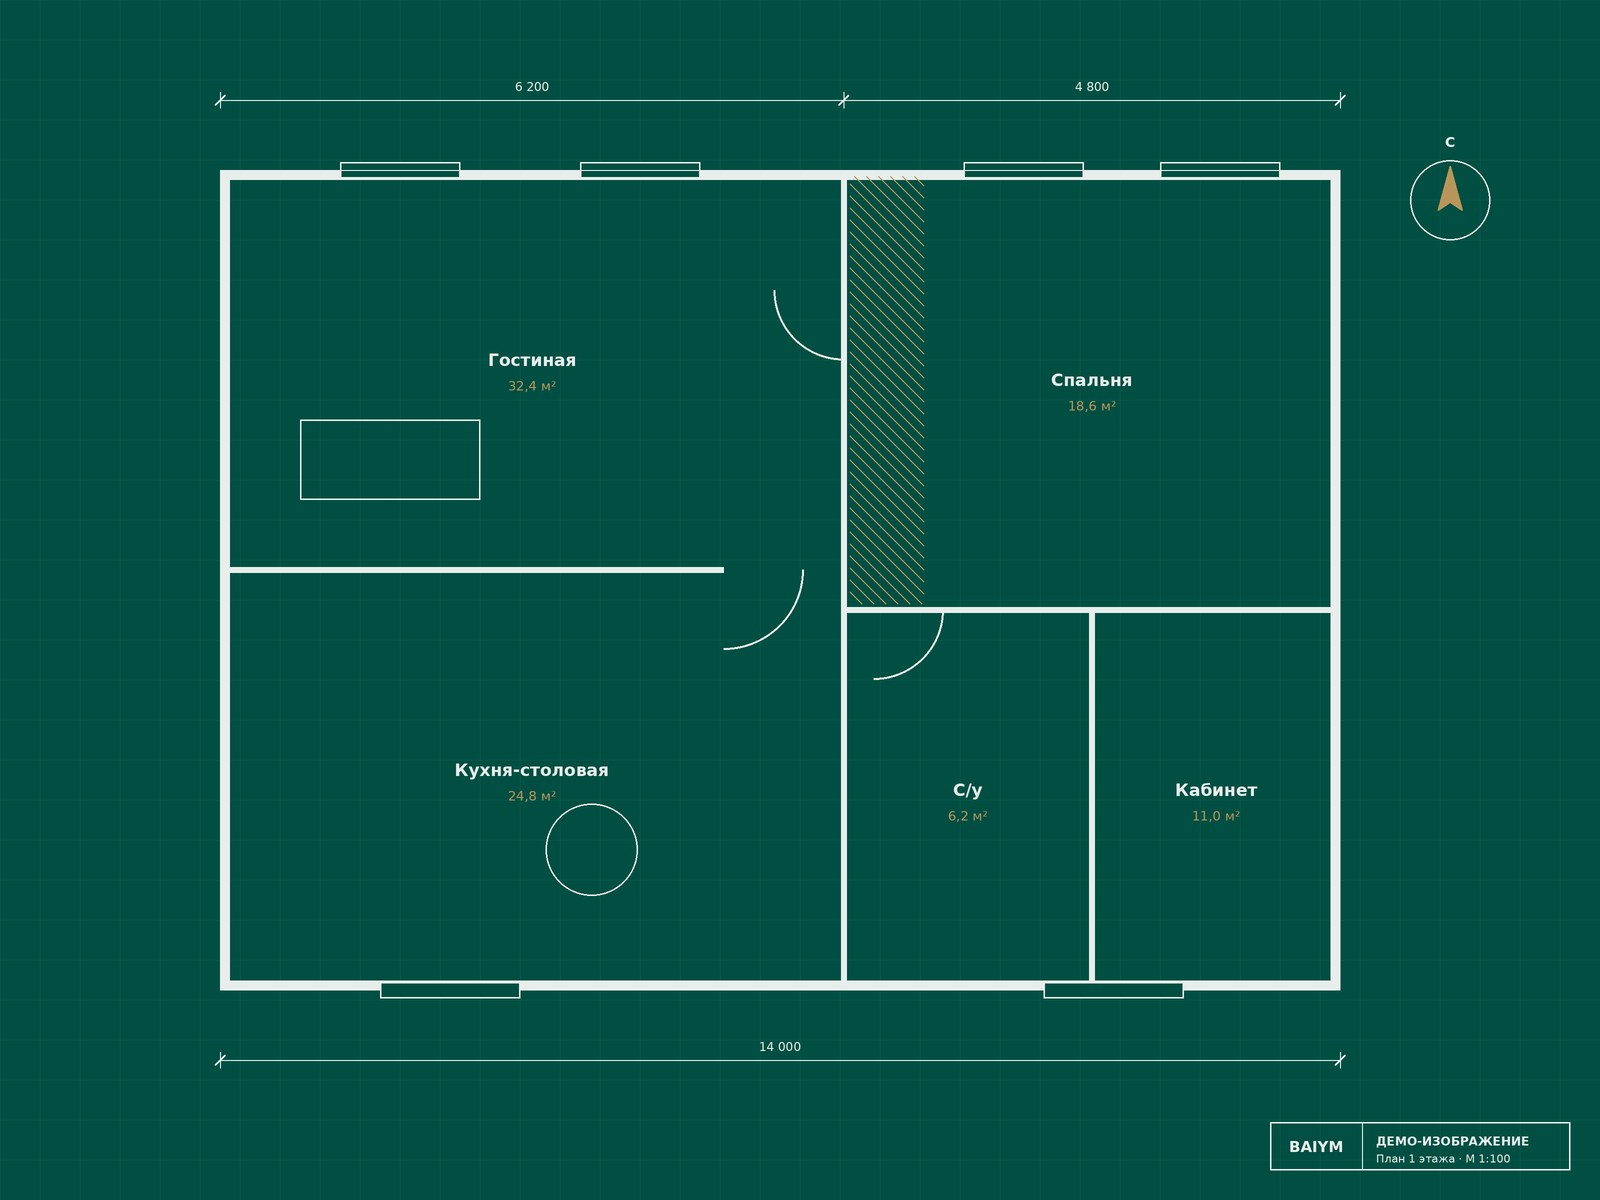 6 200
4 800
С
Гостиная
32,4 м²
Спальня
18,6 м²
Кухня-столовая
24,8 м²
С/у
6,2 м²
Кабинет
11,0 м²
14 000
BAIYM
ДЕМО-ИЗОБРАЖЕНИЕ
План 1 этажа · М 1:100